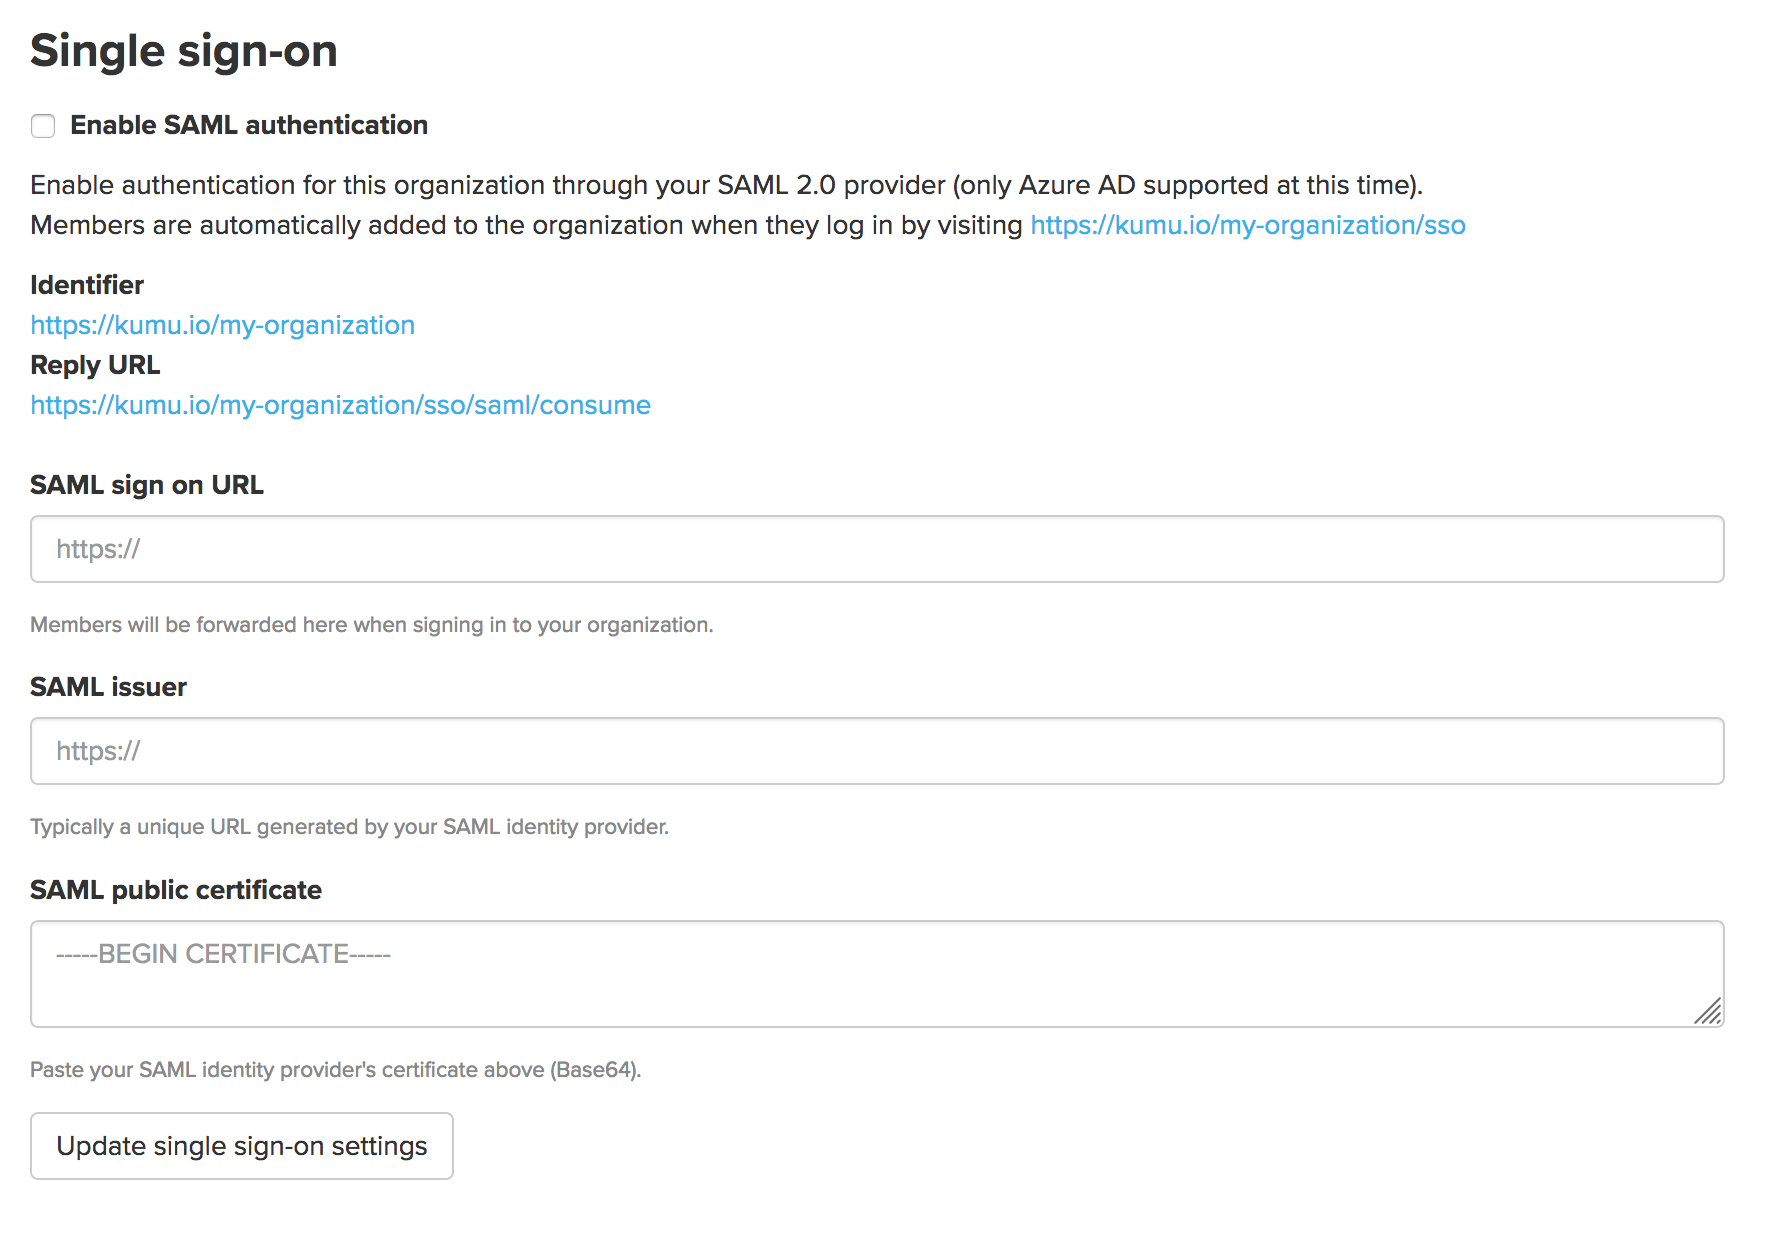 Single sign-on
Enable SAML authentication
Enable authentication for this organization through your SAML 2.0 provider (only Azure AD supported at this time).
Members are automatically added to the organization when they log in by visiting https://kumu.io/my-organization/sso
Identifier
https://kumu.io/my-organization
Reply URL
https://kumu.io/my-organization/sso/saml/consume
SAML sign on URL
https://
Members will be forwarded here when signing in to your organization.
SAML issuer
https://
Typically a unique URL generated by your SAML identity provider.
SAML public certificate
-----BEGIN CERTIFICATE-----
Paste your SAML identity provider's certificate above (Base64).
Update single sign-on settings